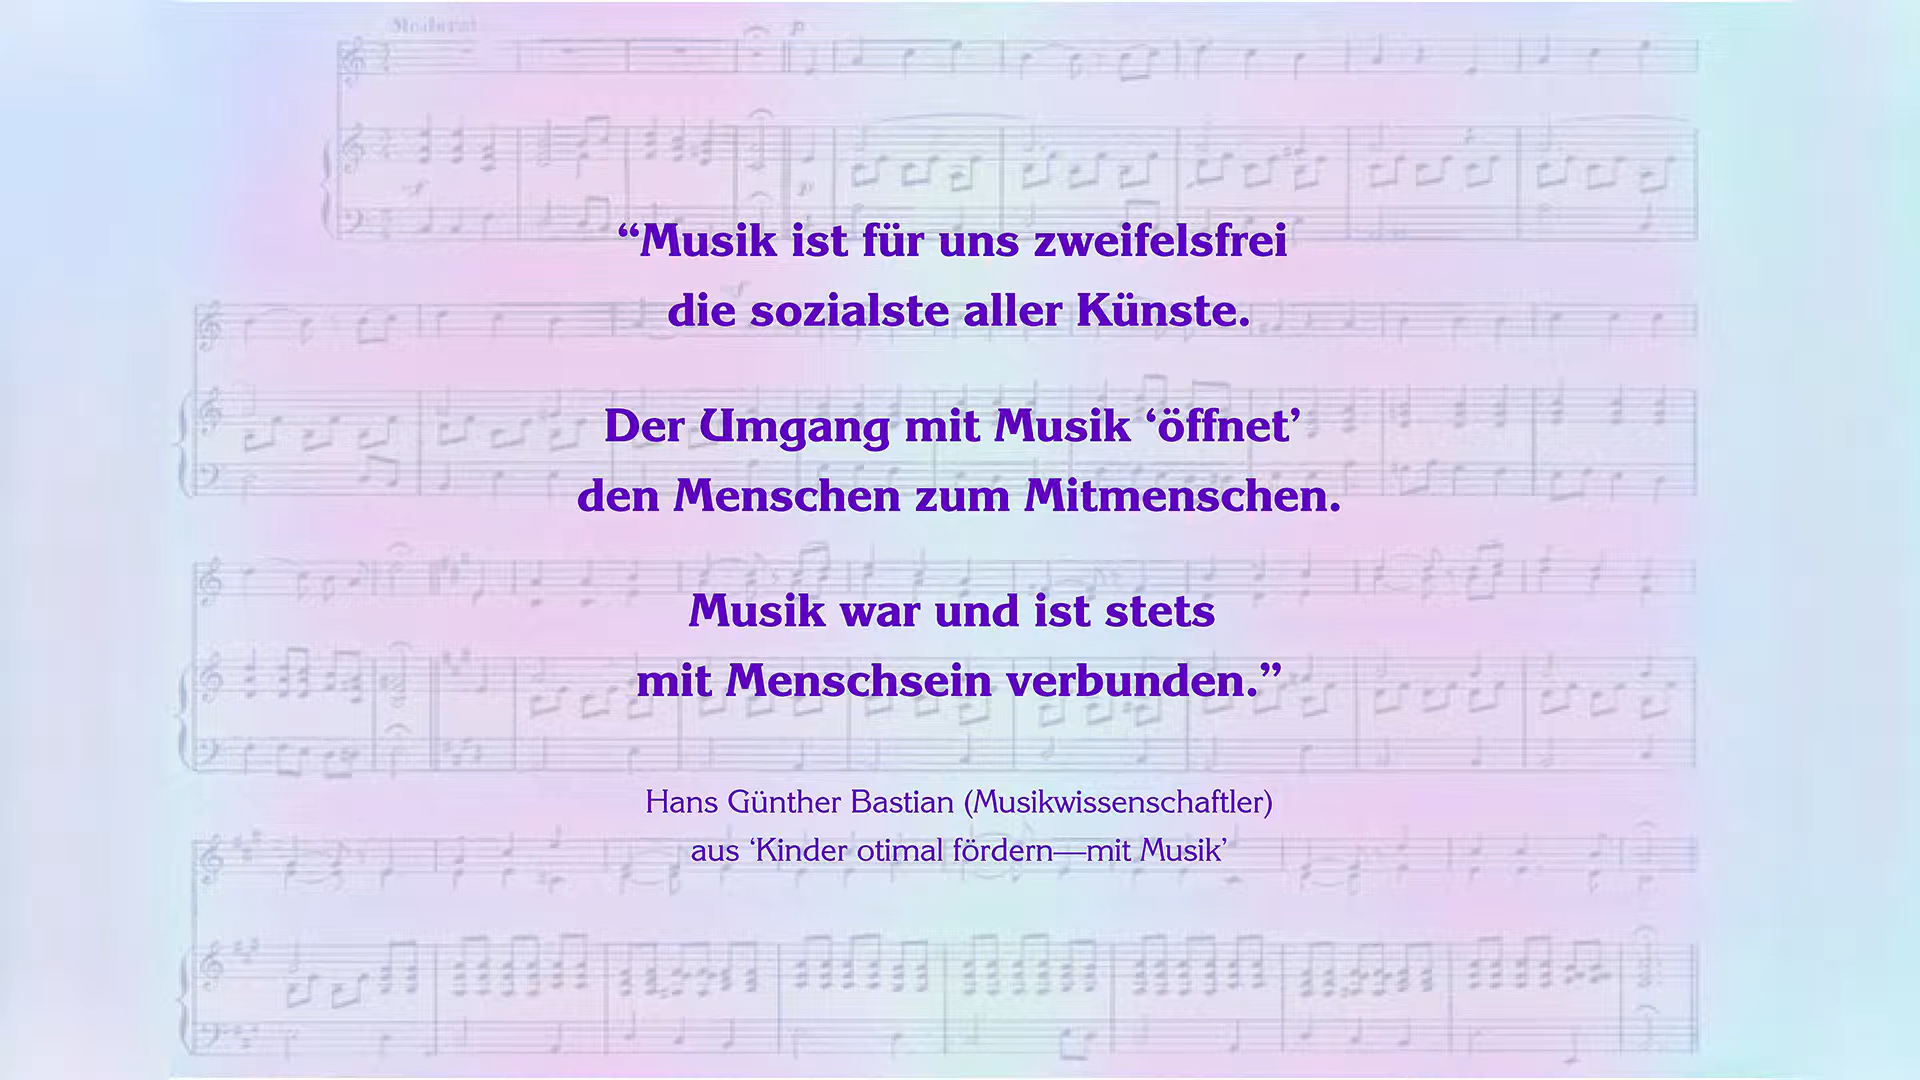 Moderat
p
“Musik ist für uns zweifelsfrei
die sozialste aller Künste.
Der Umgang mit Musik ‘öffnet’
den Menschen zum Mitmenschen.
Musik war und ist stets
mit Menschsein verbunden.”
Hans Günther Bastian (Musikwissenschaftler)
aus ‘Kinder otimal fördern—mit Musik’